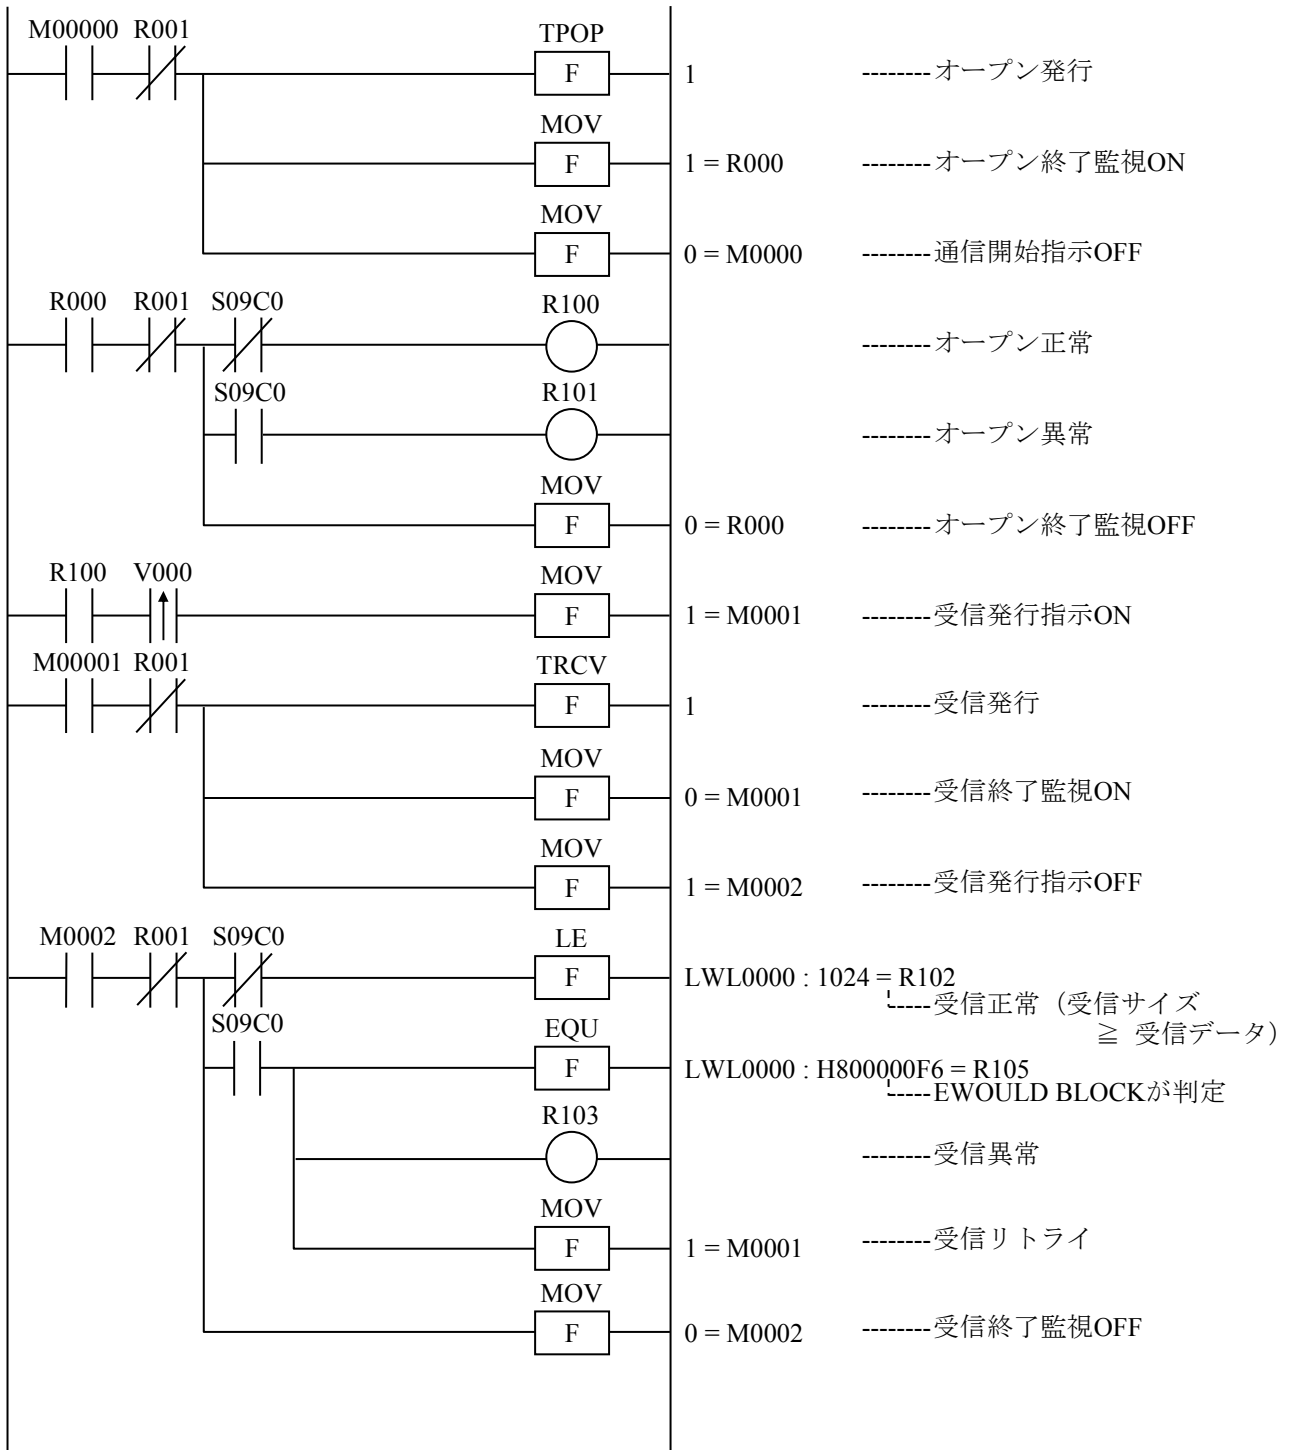 M00000 R001 TPOP
F 1 --------オープン発行
MOV
F 1 = R000 --------オープン終了監視ON
MOV
F 0 = M0000 --------通信開始指示OFF
R000 R001 S09C0 R100
--------オープン正常
S09C0 R101
--------オープン異常
MOV
F 0 = R000 --------オープン終了監視OFF
R100 V000 MOV
F 1 = M0001 --------受信発行指示ON
M00001 R001 TRCV
F 1 --------受信発行
MOV
F 0 = M0001 --------受信終了監視ON
MOV
F 1 = M0002 --------受信発行指示OFF
M0002 R001 S09C0 LE
F LWL0000 : 1024 = R102
-----受信正常（受信サイズ
≧ 受信データ）
S09C0 EQU
F LWL0000 : H800000F6 = R105
-----EWOULD BLOCKが判定
R103
--------受信異常
MOV
F 1 = M0001 --------受信リトライ
MOV
F 0 = M0002 --------受信終了監視OFF